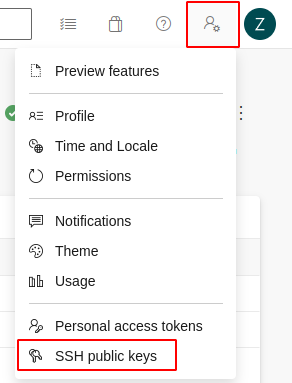 Z
Preview features
Profile
Time and Locale
Permissions
Notifications
Theme
Usage
Personal access tokens
SSH public keys